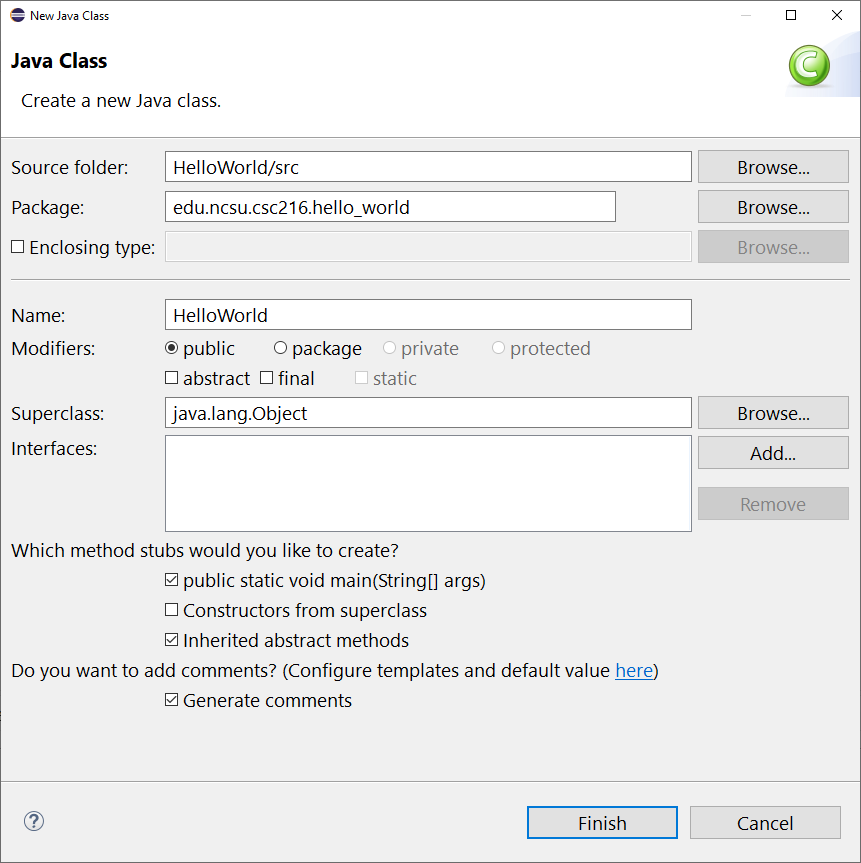 New Java Class
Java Class
Create a new Java class.
Source folder: HelloWorld/src Browse...
Package: edu.ncsu.csc216.hello_world Browse...
Enclosing type: Browse...
Name: HelloWorld
Modifiers: public package private protected
abstract final static
Superclass: java.lang.Object Browse...
Interfaces: Add...
Remove
Which method stubs would you like to create?
public static void main(String[] args)
Constructors from superclass
Inherited abstract methods
Do you want to add comments? (Configure templates and default value here)
Generate comments
? Finish Cancel